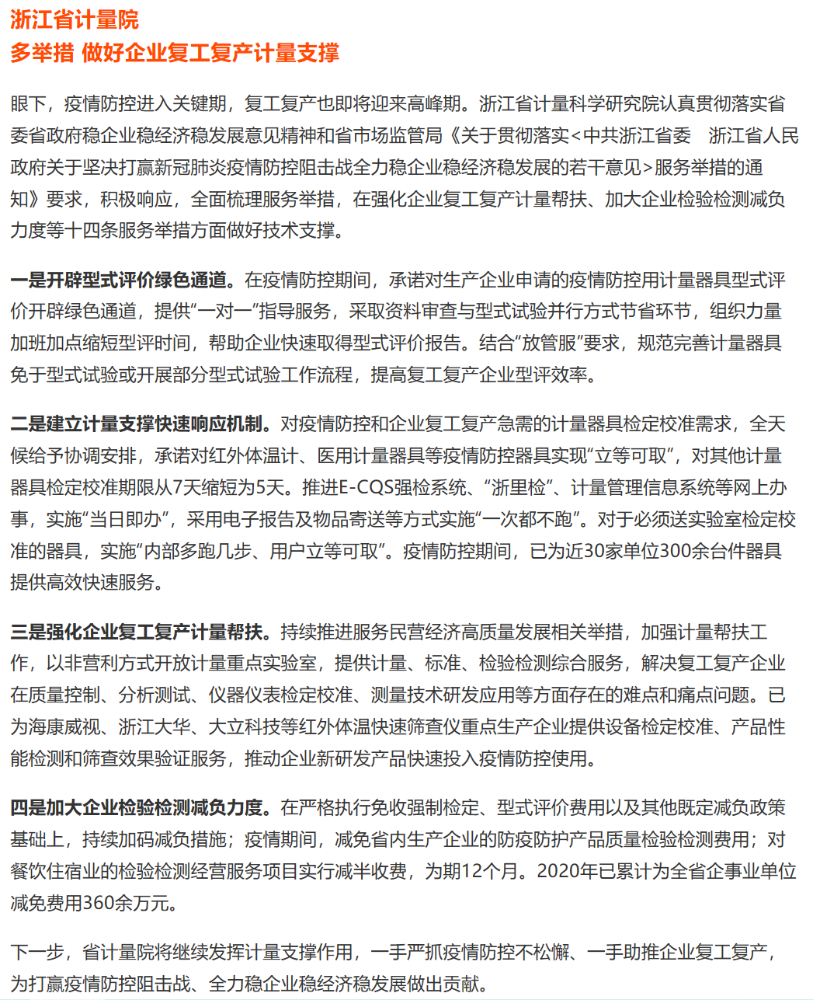 浙江省计量院
多举措 做好企业复工复产计量支撑
眼下，疫情防控进入关键期，复工复产也即将迎来高峰期。浙江省计量科学研究院认真贯彻落实省
委省政府稳企业稳经济稳发展意见精神和省市场监管局《关于贯彻落实<中共浙江省委　浙江省人民
政府关于坚决打赢新冠肺炎疫情防控阻击战全力稳企业稳经济稳发展的若干意见>服务举措的通
知》要求，积极响应，全面梳理服务举措，在强化企业复工复产计量帮扶、加大企业检验检测减负
力度等十四条服务举措方面做好技术支撑。
一是开辟型式评价绿色通道。在疫情防控期间，承诺对生产企业申请的疫情防控用计量器具型式评
价开辟绿色通道，提供“一对一”指导服务，采取资料审查与型式试验并行方式节省环节，组织力量
加班加点缩短型评时间，帮助企业快速取得型式评价报告。结合“放管服”要求，规范完善计量器具
免于型式试验或开展部分型式试验工作流程，提高复工复产企业型评效率。
二是建立计量支撑快速响应机制。对疫情防控和企业复工复产急需的计量器具检定校准需求，全天
候给予协调安排，承诺对红外体温计、医用计量器具等疫情防控器具实现“立等可取”，对其他计量
器具检定校准期限从7天缩短为5天。推进E-CQS强检系统、“浙里检”、计量管理信息系统等网上办
事，实施“当日即办”，采用电子报告及物品寄送等方式实施“一次都不跑”。对于必须送实验室检定校
准的器具，实施“内部多跑几步、用户立等可取”。疫情防控期间，已为近30家单位300余台件器具
提供高效快速服务。
三是强化企业复工复产计量帮扶。持续推进服务民营经济高质量发展相关举措，加强计量帮扶工
作，以非营利方式开放计量重点实验室，提供计量、标准、检验检测综合服务，解决复工复产企业
在质量控制、分析测试、仪器仪表检定校准、测量技术研发应用等方面存在的难点和痛点问题。已
为海康威视、浙江大华、大立科技等红外体温快速筛查仪重点生产企业提供设备检定校准、产品性
能检测和筛查效果验证服务，推动企业新研发产品快速投入疫情防控使用。
四是加大企业检验检测减负力度。在严格执行免收强制检定、型式评价费用以及其他既定减负政策
基础上，持续加码减负措施；疫情期间，减免省内生产企业的防疫防护产品质量检验检测费用；对
餐饮住宿业的检验检测经营服务项目实行减半收费，为期12个月。2020年已累计为全省企事业单位
减免费用360余万元。
下一步，省计量院将继续发挥计量支撑作用，一手严抓疫情防控不松懈、一手助推企业复工复产，
为打赢疫情防控阻击战、全力稳企业稳经济稳发展做出贡献。